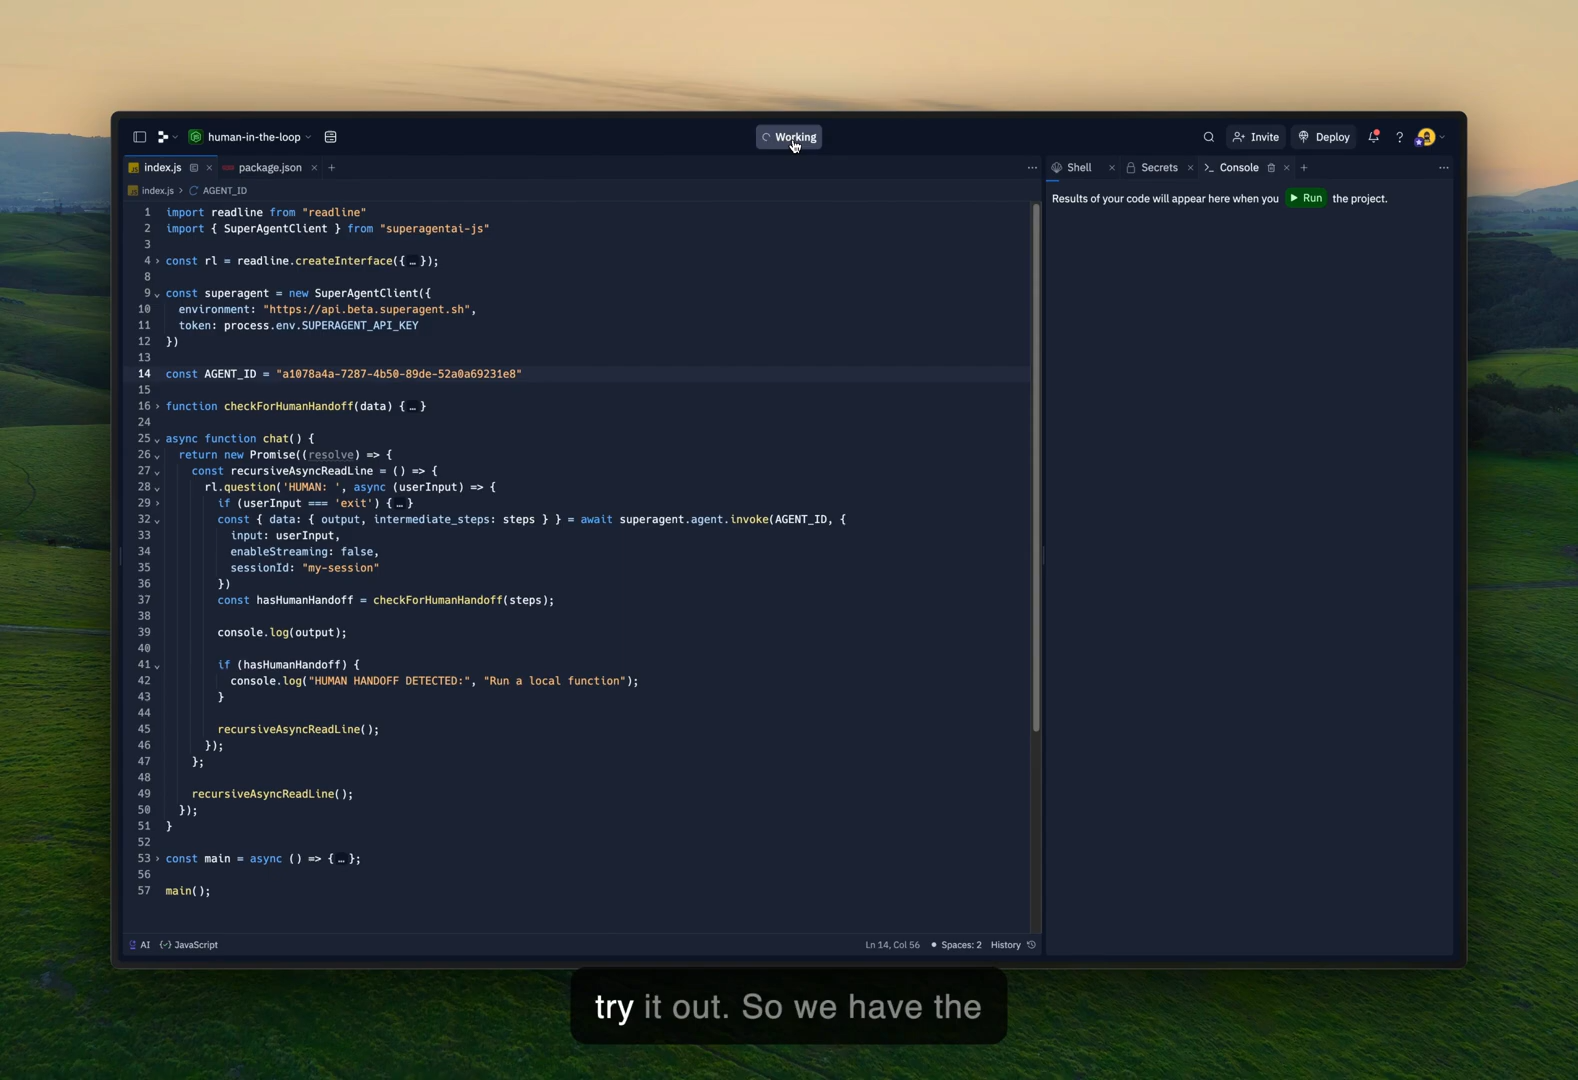 human-in-the-loop
Working
Invite
Deploy
?
index.js
package.json
Shell
Secrets
Console
index.js > AGENT_ID
Results of your code will appear here when you Run the project.
1 import readline from "readline"
2 import { SuperAgentClient } from "superagentai-js"
3
4 const rl = readline.createInterface({ … });
8
9 const superagent = new SuperAgentClient({
10 environment: "https://api.beta.superagent.sh",
11 token: process.env.SUPERAGENT_API_KEY
12 })
13
14 const AGENT_ID = "a1078a4a-7287-4b50-89de-52a0a69231e8"
15
16 function checkForHumanHandoff(data) { … }
24
25 async function chat() {
26 return new Promise((resolve) => {
27 const recursiveAsyncReadLine = () => {
28 rl.question('HUMAN: ', async (userInput) => {
29 if (userInput === 'exit') { … }
32 const { data: { output, intermediate_steps: steps } } = await superagent.agent.invoke(AGENT_ID, {
33 input: userInput,
34 enableStreaming: false,
35 sessionId: "my-session"
36 })
37 const hasHumanHandoff = checkForHumanHandoff(steps);
38
39 console.log(output);
40
41 if (hasHumanHandoff) {
42 console.log("HUMAN HANDOFF DETECTED:", "Run a local function");
43 }
44
45 recursiveAsyncReadLine();
46 });
47 };
48
49 recursiveAsyncReadLine();
50 });
51 }
52
53 const main = async () => { … };
56
57 main();
AI
JavaScript
Ln 14, Col 56
Spaces: 2
History
try it out. So we have the